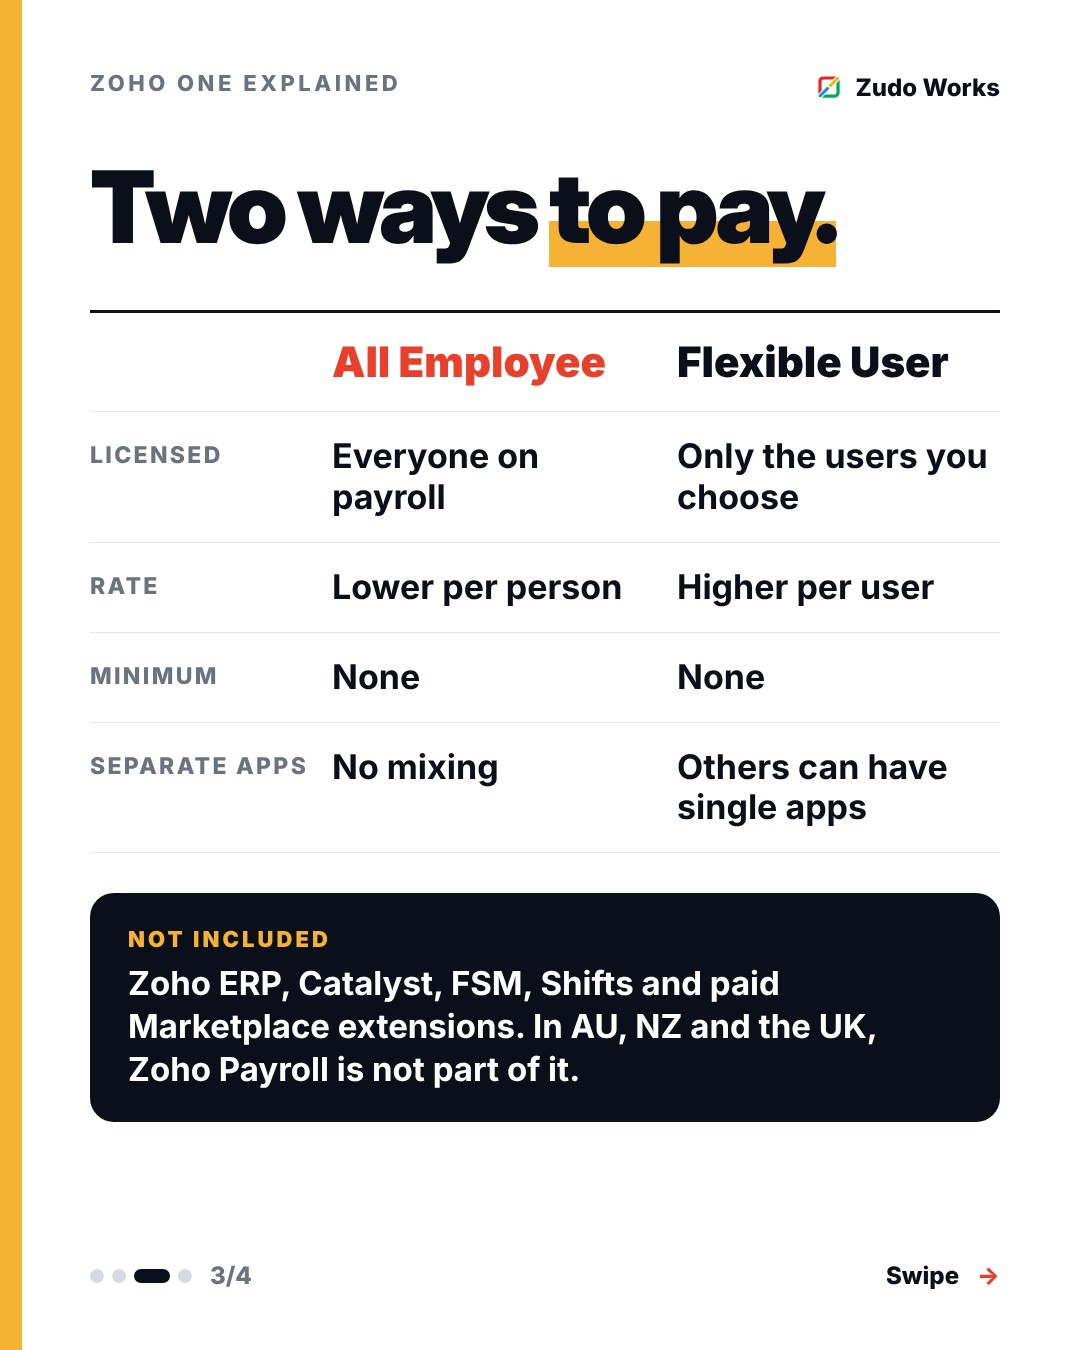 ZOHO ONE EXPLAINED
Zudo Works
Two ways to pay.
All Employee Flexible User
LICENSED Everyone on payroll Only the users you choose
RATE Lower per person Higher per user
MINIMUM None None
SEPARATE APPS No mixing Others can have single apps
NOT INCLUDED
Zoho ERP, Catalyst, FSM, Shifts and paid
Marketplace extensions. In AU, NZ and the UK,
Zoho Payroll is not part of it.
3/4
Swipe →